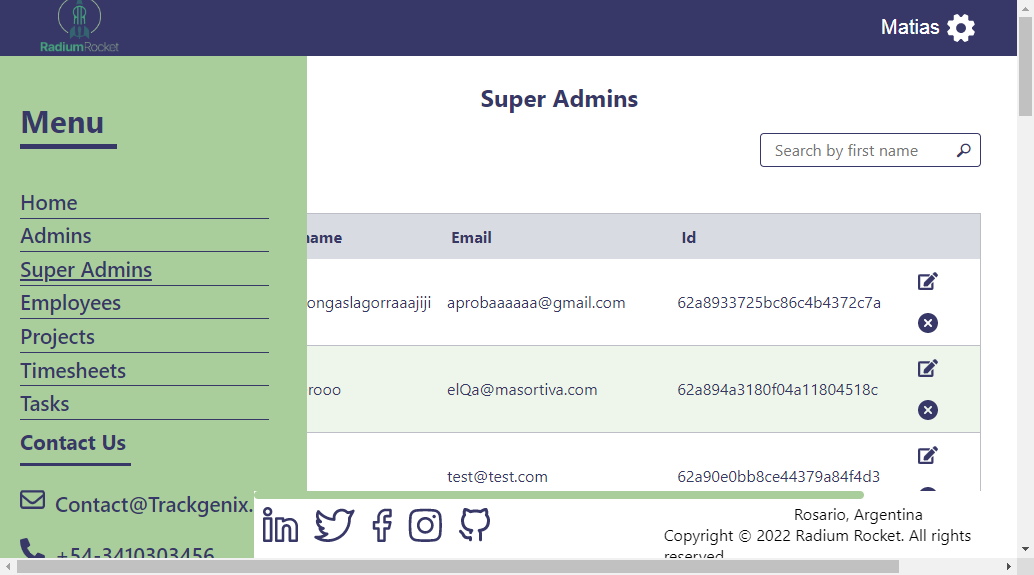 RadiumRocket
Matias
Menu
Home
Admins
Super Admins
Employees
Projects
Timesheets
Tasks
Contact Us
Contact@Trackgenix.
+54-3410303456
Super Admins
Search by first name
name Email Id
ongaslagorraaajiji aprobaaaaaa@gmail.com 62a8933725bc86c4b4372c7a
rooo elQa@masortiva.com 62a894a3180f04a11804518c
test@test.com 62a90e0bb8ce44379a84f4d3
Rosario, Argentina
Copyright © 2022 Radium Rocket. All rights
reserved